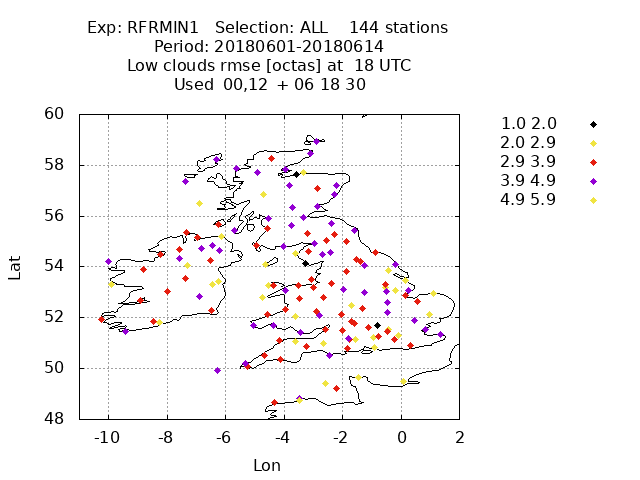 Exp: RFRMIN1   Selection: ALL    144 stations
Period: 20180601-20180614
Low clouds rmse [octas] at  18 UTC
Used  00,12  + 06 18 30
1.0 2.0
2.0 2.9
2.9 3.9
3.9 4.9
4.9 5.9
60
58
56
54
52
50
48
Lat
-10 -8 -6 -4 -2 0 2
Lon